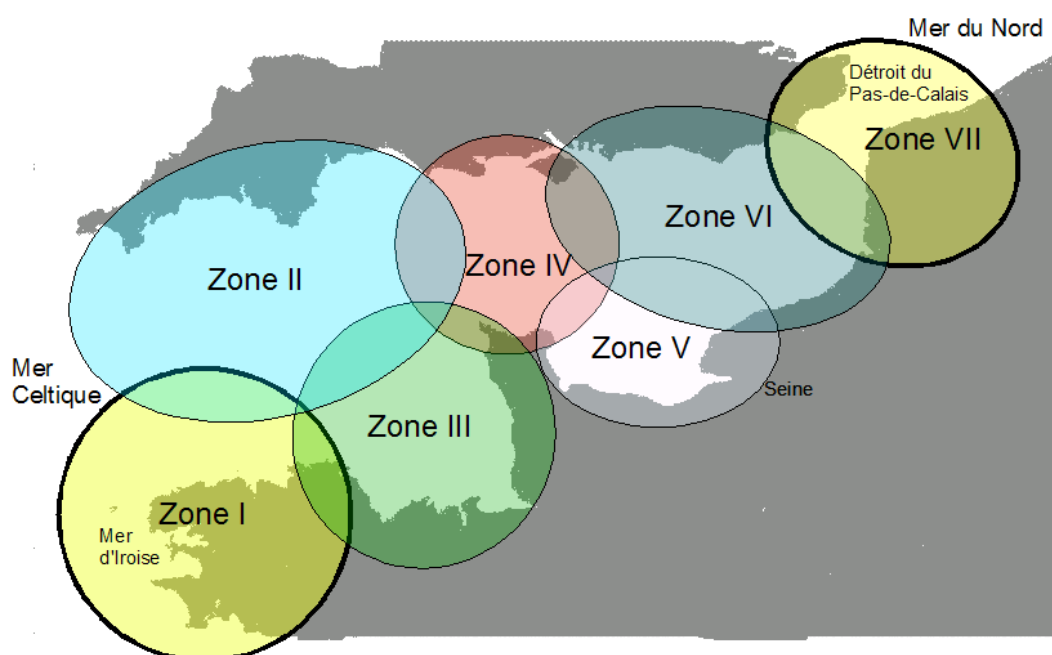 Mer du Nord
Détroit du
Pas-de-Calais
Zone VII
Zone VI
Zone IV
Zone II
Zone V
Mer
Celtique
Seine
Zone III
Zone I
Mer
d'Iroise